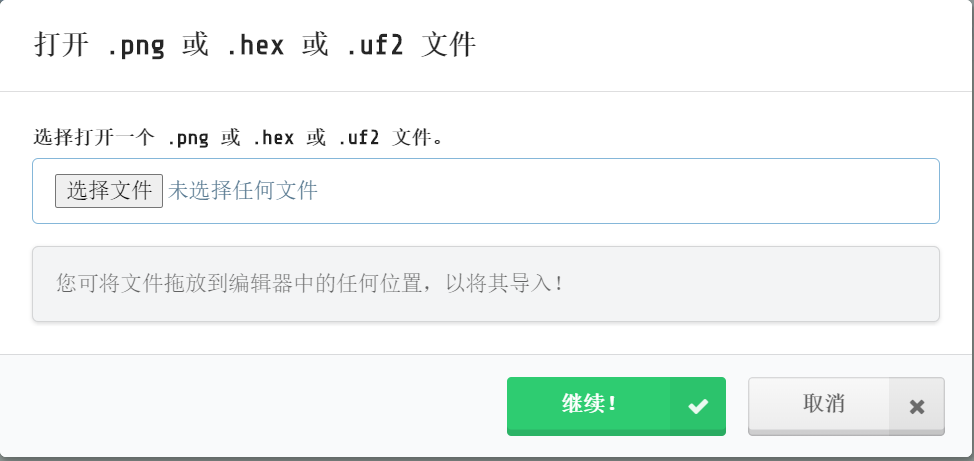 打开 .png 或 .hex 或 .uf2 文件
选择打开一个 .png 或 .hex 或 .uf2 文件。
选择文件 未选择任何文件
您可将文件拖放到编辑器中的任何位置，以将其导入！
继续！ 取消